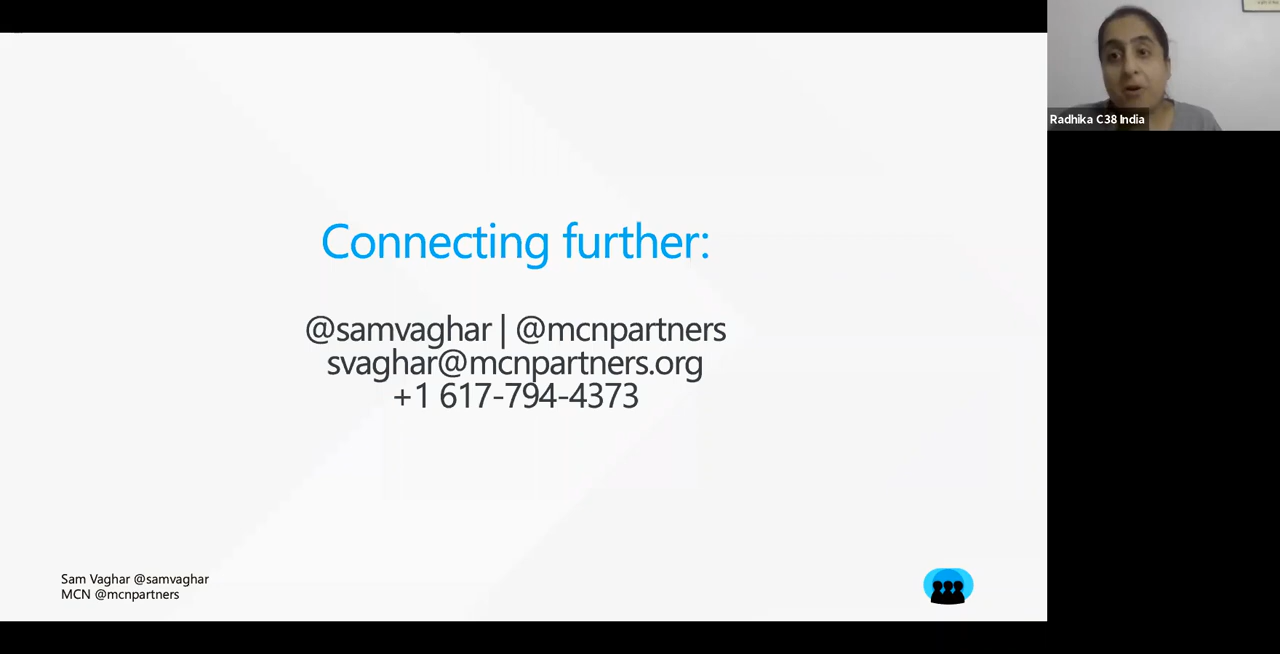 Connecting further:
@samvaghar | @mcnpartners
svaghar@mcnpartners.org
+1 617-794-4373
Sam Vaghar @samvaghar
MCN @mcnpartners
Radhika C38 India